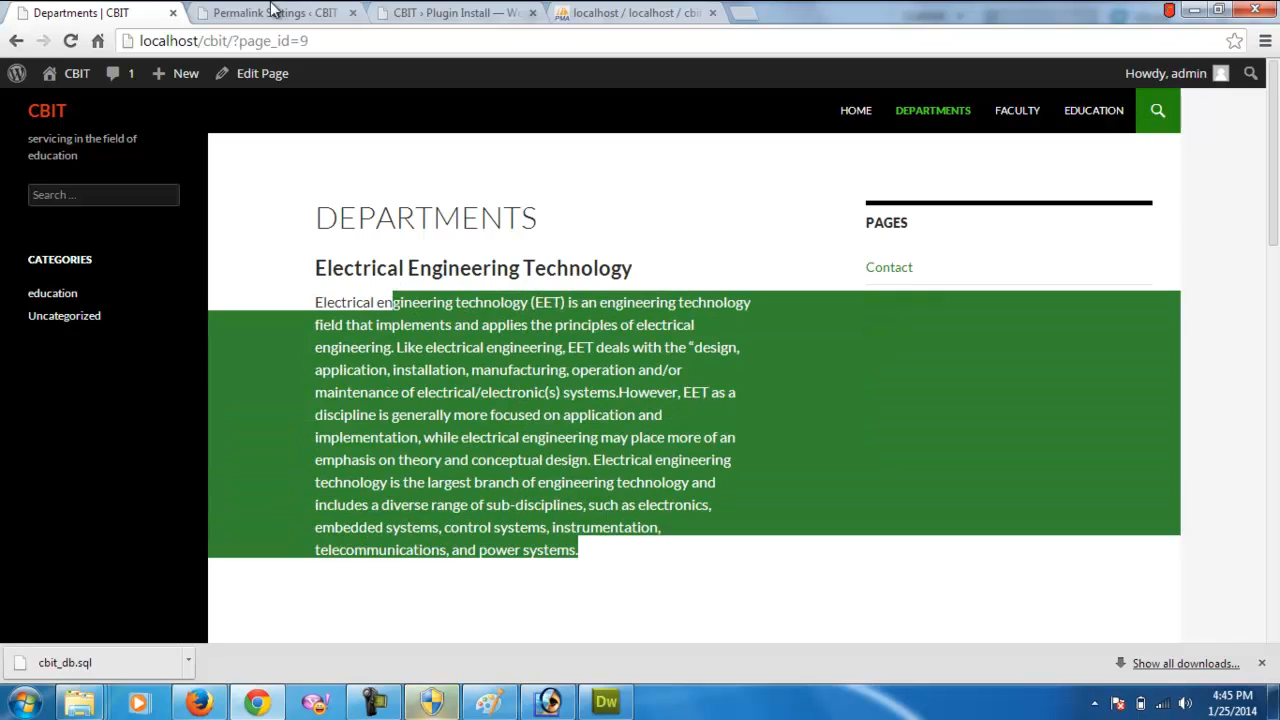 Departments | CBIT
Permalink Settings ‹ CBIT
CBIT › Plugin Install — Wo
localhost / localhost / cbi
localhost/cbit/?page_id=9
CBIT
1
New
Edit Page
Howdy, admin
CBIT
HOME
DEPARTMENTS
FACULTY
EDUCATION
servicing in the field of
education
Search ...
CATEGORIES
education
Uncategorized
DEPARTMENTS
Electrical Engineering Technology
Electrical engineering technology (EET) is an engineering technology
field that implements and applies the principles of electrical
engineering. Like electrical engineering, EET deals with the “design,
application, installation, manufacturing, operation and/or
maintenance of electrical/electronic(s) systems.However, EET as a
discipline is generally more focused on application and
implementation, while electrical engineering may place more of an
emphasis on theory and conceptual design. Electrical engineering
technology is the largest branch of engineering technology and
includes a diverse range of sub-disciplines, such as electronics,
embedded systems, control systems, instrumentation,
telecommunications, and power systems.
PAGES
Contact
cbit_db.sql
Show all downloads...
Dw
4:45 PM
1/25/2014